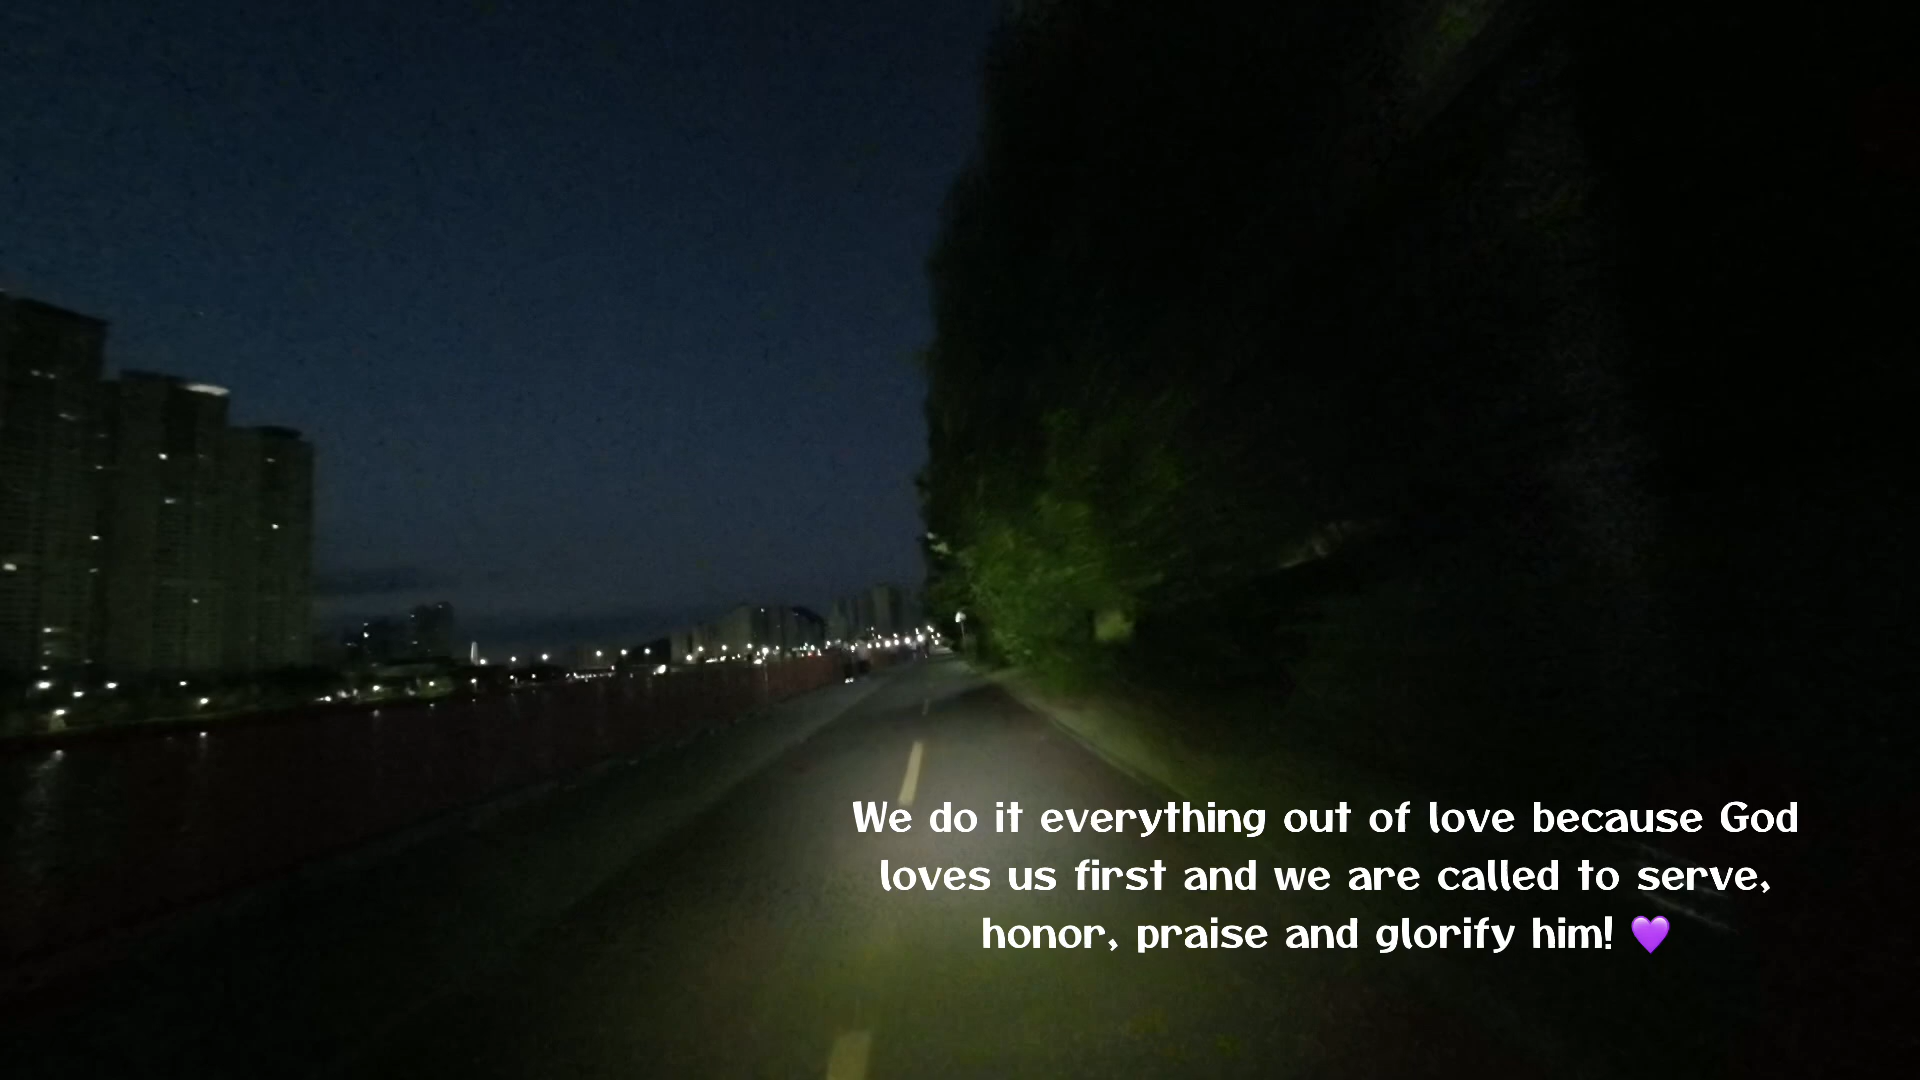 We do it everything out of love because God
loves us first and we are called to serve,
honor, praise and glorify him! 💜